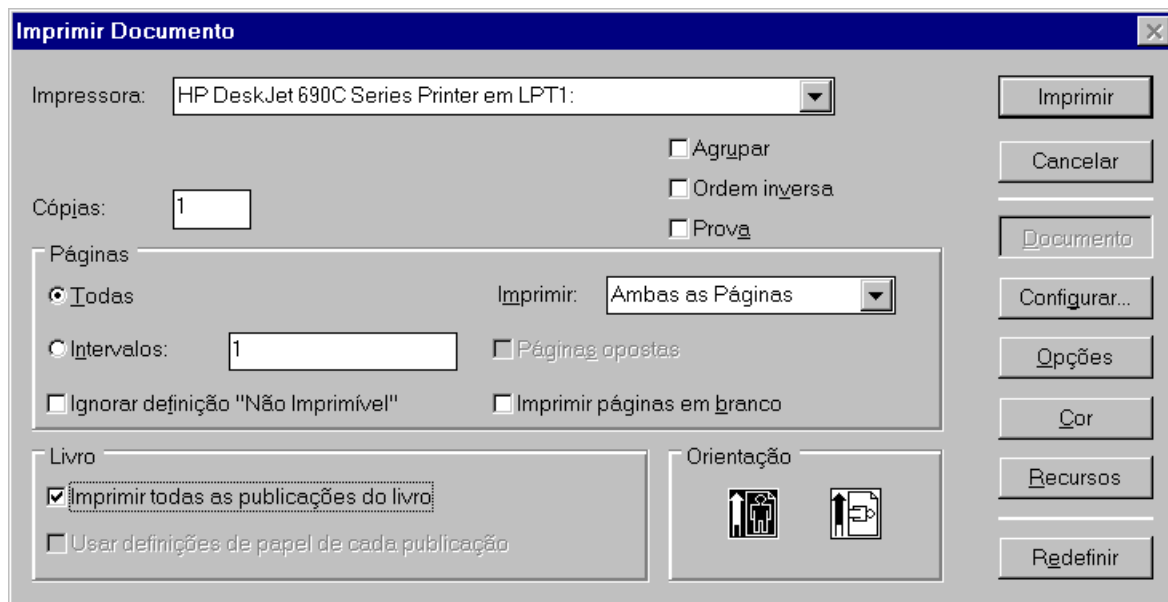 Imprimir Documento
Impressora: HP DeskJet 690C Series Printer em LPT1: Imprimir
Agrupar
Cancelar
Ordem inversa
Cópias: 1
Prova
Documento
Páginas
Todas Imprimir: Ambas as Páginas Configurar...
Intervalos: 1 Páginas opostas Opções
Ignorar definição "Não Imprimível" Imprimir páginas em branco Cor
Livro Orientação
Imprimir todas as publicações do livro Recursos
Usar definições de papel de cada publicação
Redefinir